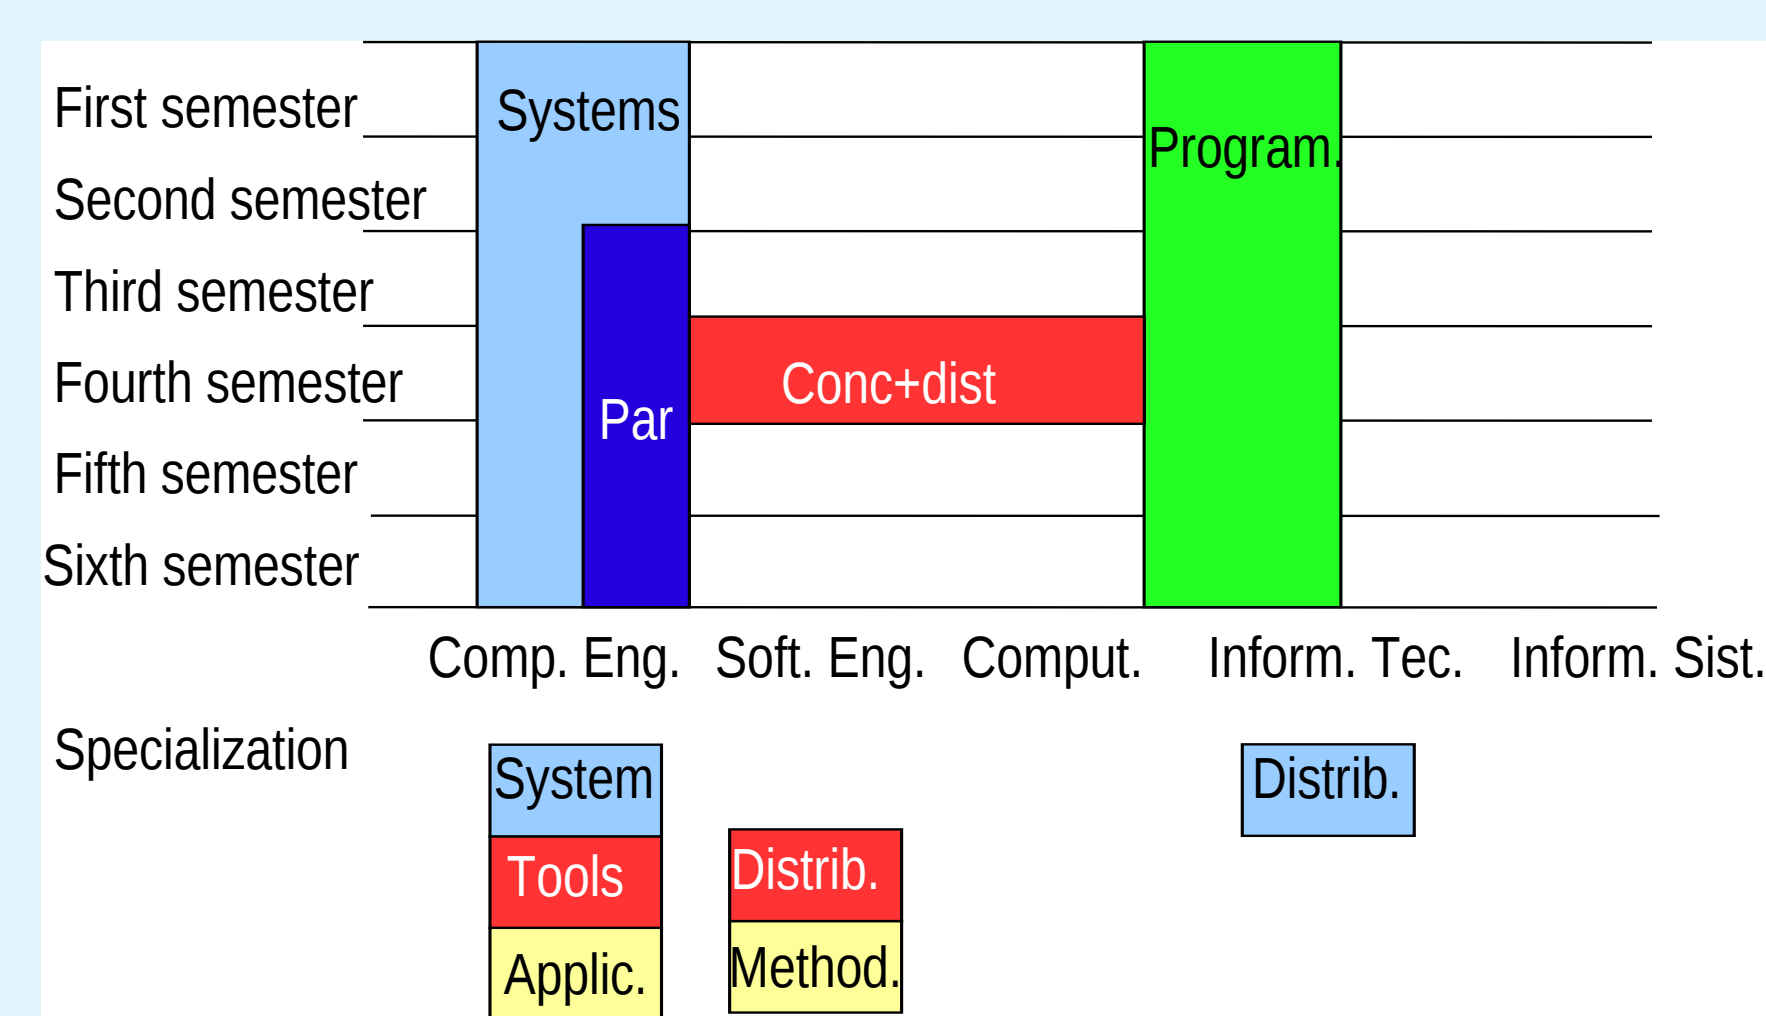 First semester
Systems
Program.
Second semester
Third semester
Fourth semester
Conc+dist
Par
Fifth semester
Sixth semester
Comp. Eng. Soft. Eng. Comput. Inform. Tec. Inform. Sist.
Specialization
System
Distrib.
Tools
Distrib.
Applic.
Method.